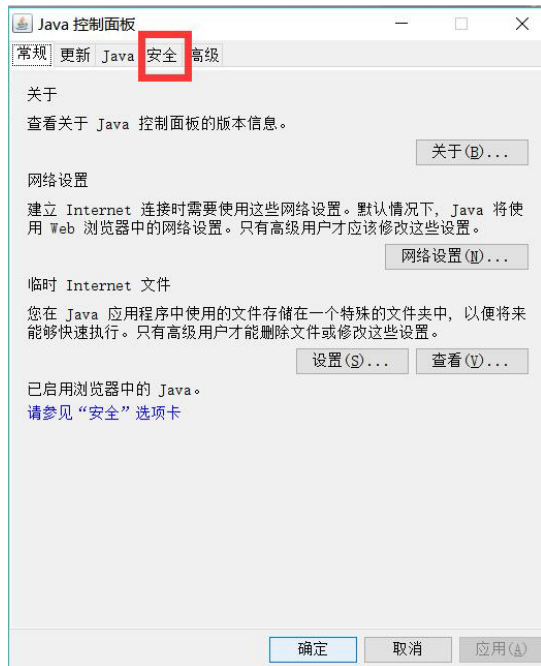 Java 控制面板
常规 更新 Java 安全 高级
关于
查看关于 Java 控制面板的版本信息。
关于(B)...
网络设置
建立 Internet 连接时需要使用这些网络设置。默认情况下, Java 将使
用 Web 浏览器中的网络设置。只有高级用户才应该修改这些设置。
网络设置(N)...
临时 Internet 文件
您在 Java 应用程序中使用的文件存储在一个特殊的文件夹中, 以便将来
能够快速执行。只有高级用户才能删除文件或修改这些设置。
设置(S)... 查看(V)...
已启用浏览器中的 Java。
请参见“安全”选项卡
确定 取消 应用(A)